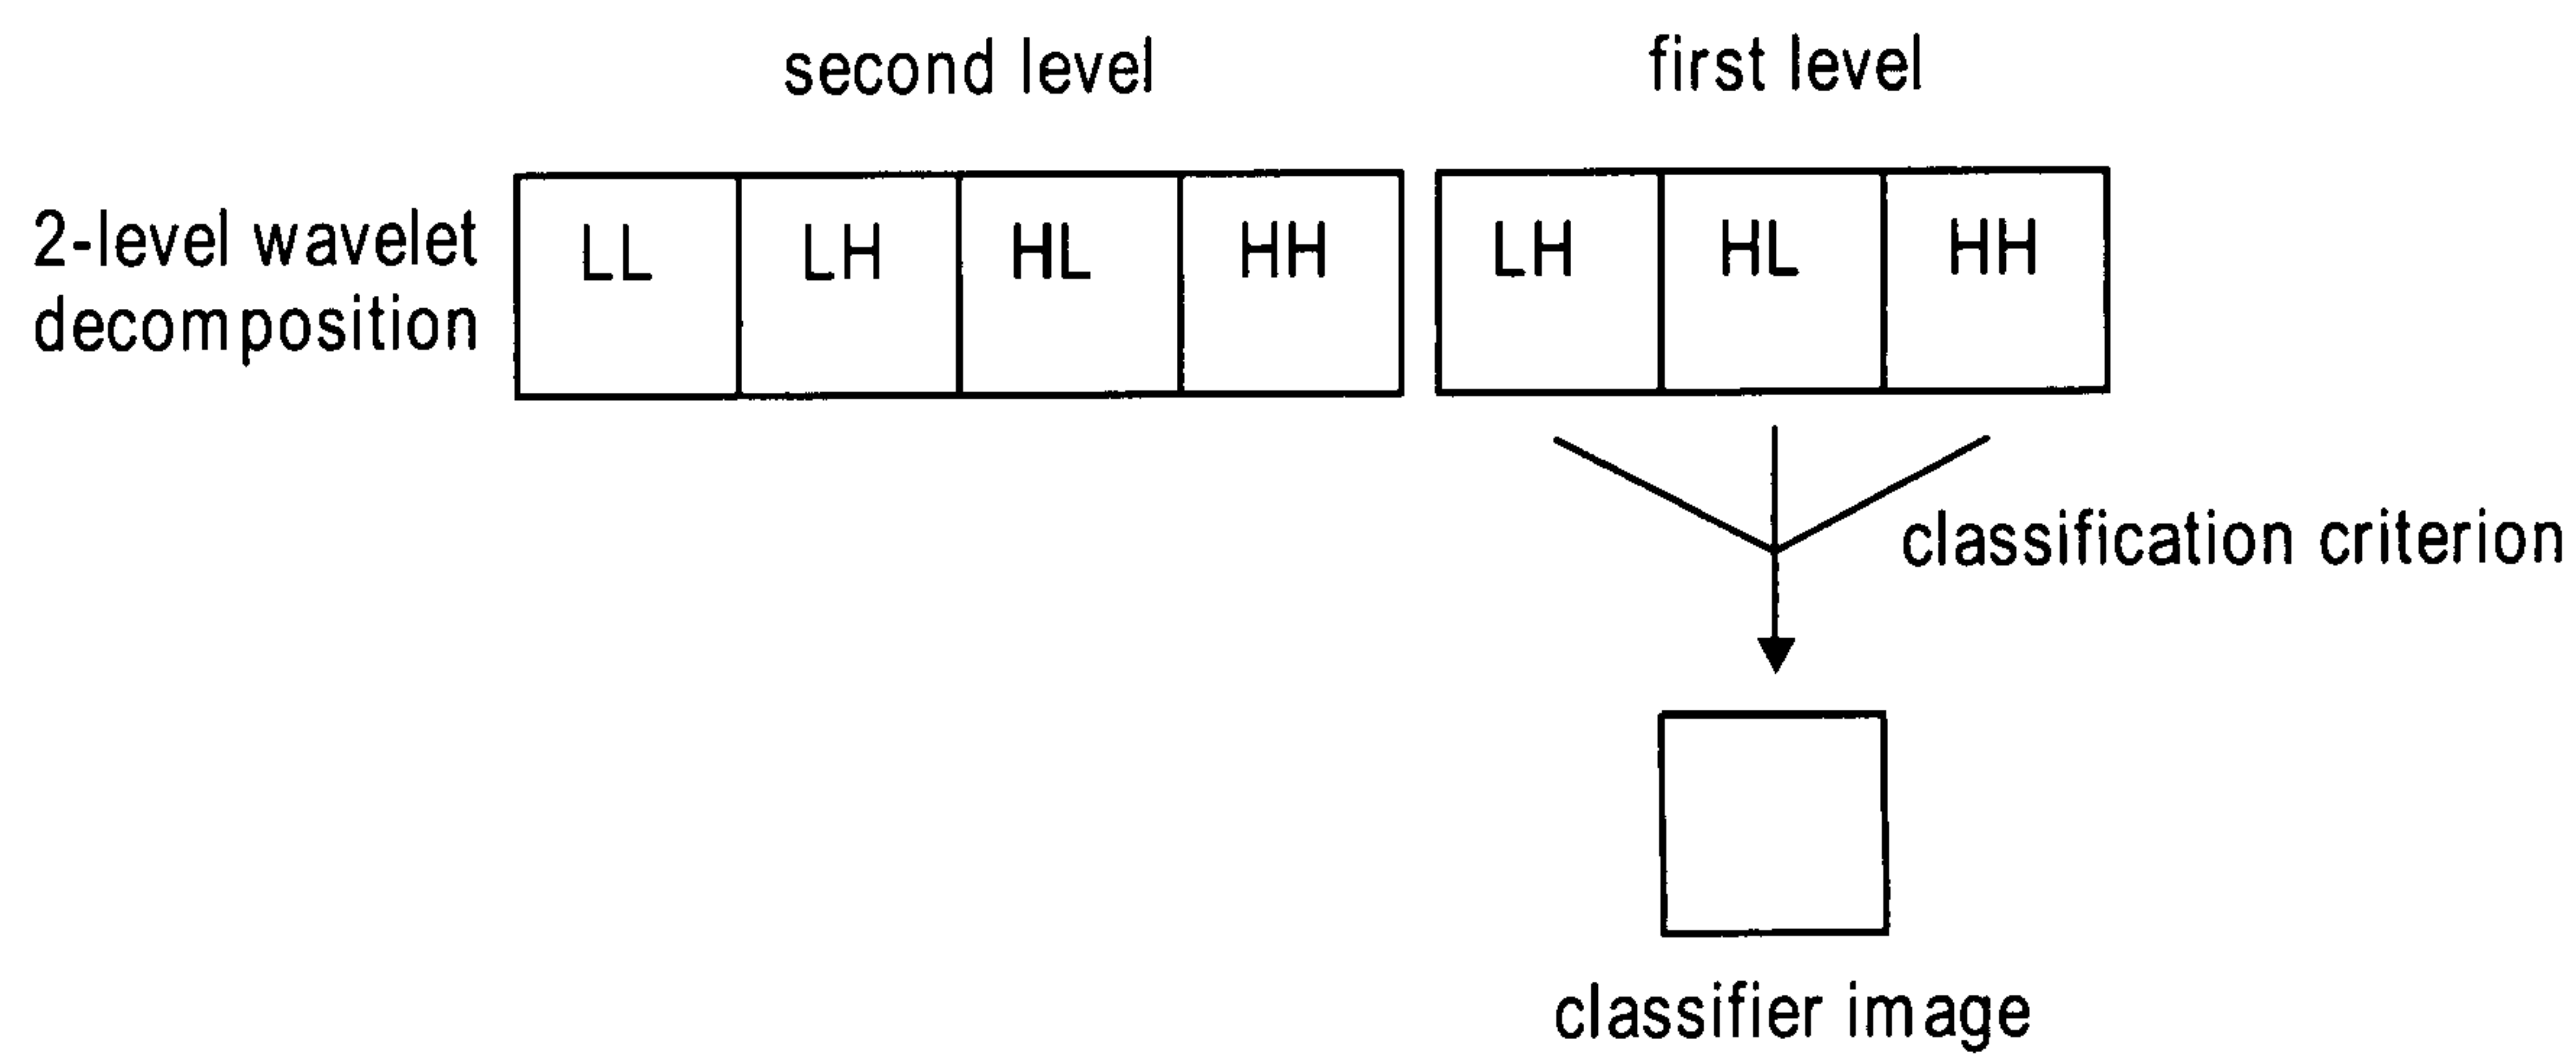 second level
first level
2-level wavelet
decomposition
LL LH HL HH LH HL HH
classification criterion
classifier image